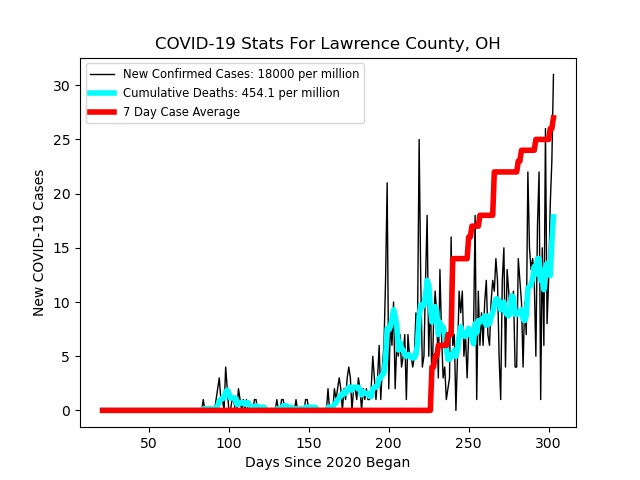 COVID-19 Stats For Lawrence County, OH
New Confirmed Cases: 18000 per million
Cumulative Deaths: 454.1 per million
7 Day Case Average
30
25
20
15
10
5
0
New COVID-19 Cases
50 100 150 200 250 300
Days Since 2020 Began